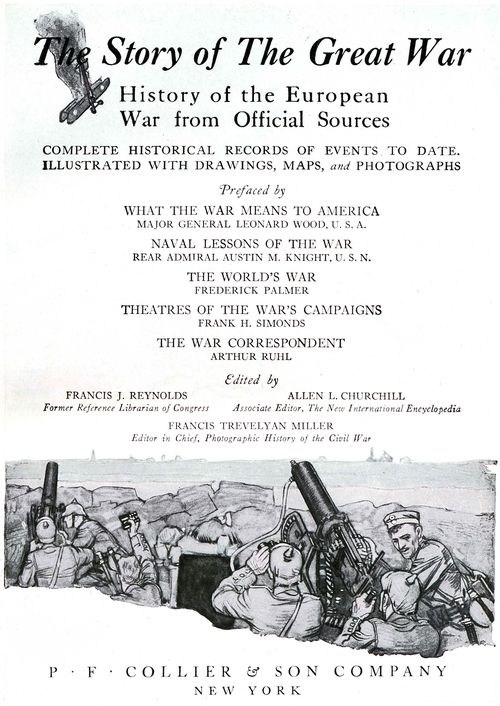 The Story of The Great War
History of the European
War from Official Sources
COMPLETE HISTORICAL RECORDS OF EVENTS TO DATE.
ILLUSTRATED WITH DRAWINGS, MAPS, and PHOTOGRAPHS
Prefaced by
WHAT THE WAR MEANS TO AMERICA
MAJOR GENERAL LEONARD WOOD, U. S. A.
NAVAL LESSONS OF THE WAR
REAR ADMIRAL AUSTIN M. KNIGHT, U. S. N.
THE WORLD'S WAR
FREDERICK PALMER
THEATRES OF THE WAR'S CAMPAIGNS
FRANK H. SIMONDS
THE WAR CORRESPONDENT
ARTHUR RUHL
Edited by
FRANCIS J. REYNOLDS
Former Reference Librarian of Congress
ALLEN L. CHURCHILL
Associate Editor, The New International Encyclopedia
FRANCIS TREVELYAN MILLER
Editor in Chief, Photographic History of the Civil War
P · F · COLLIER & SON COMPANY
NEW YORK